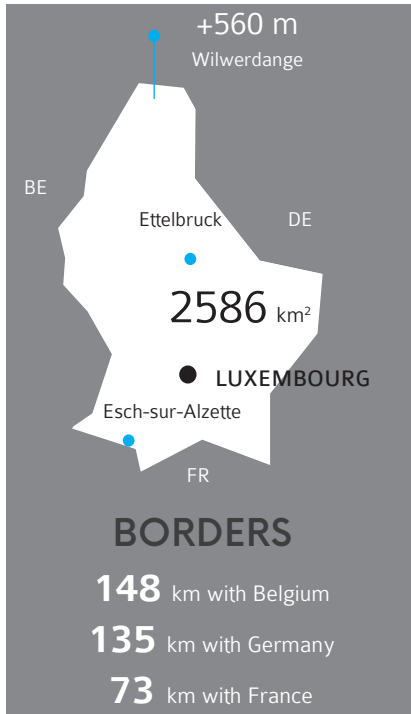 +560 m
Wilwerdange
BE
Ettelbruck
DE
2586 km²
LUXEMBOURG
Esch-sur-Alzette
FR
BORDERS
148 km with Belgium
135 km with Germany
73 km with France